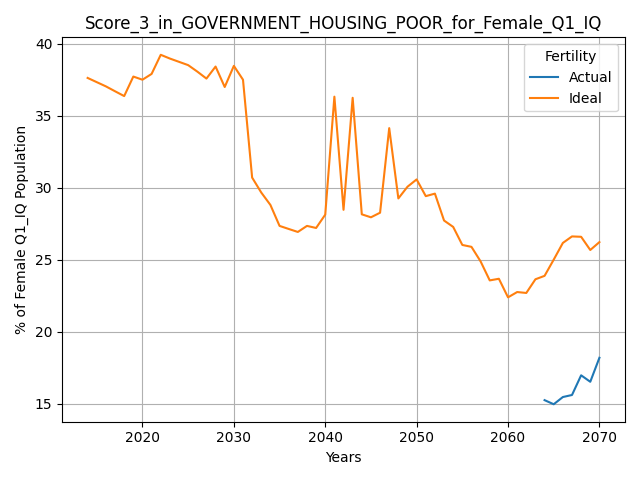 Score_3_in_GOVERNMENT_HOUSING_POOR_for_Female_Q1_IQ
Fertility
Actual
Ideal
% of Female Q1_IQ Population
40
35
30
25
20
15
2020 2030 2040 2050 2060 2070
Years